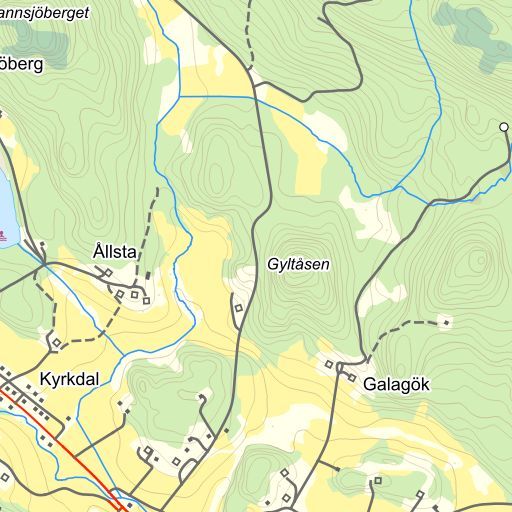 annsjöberget
öberg
Ållsta
Gyltåsen
Kyrkdal
Galagök